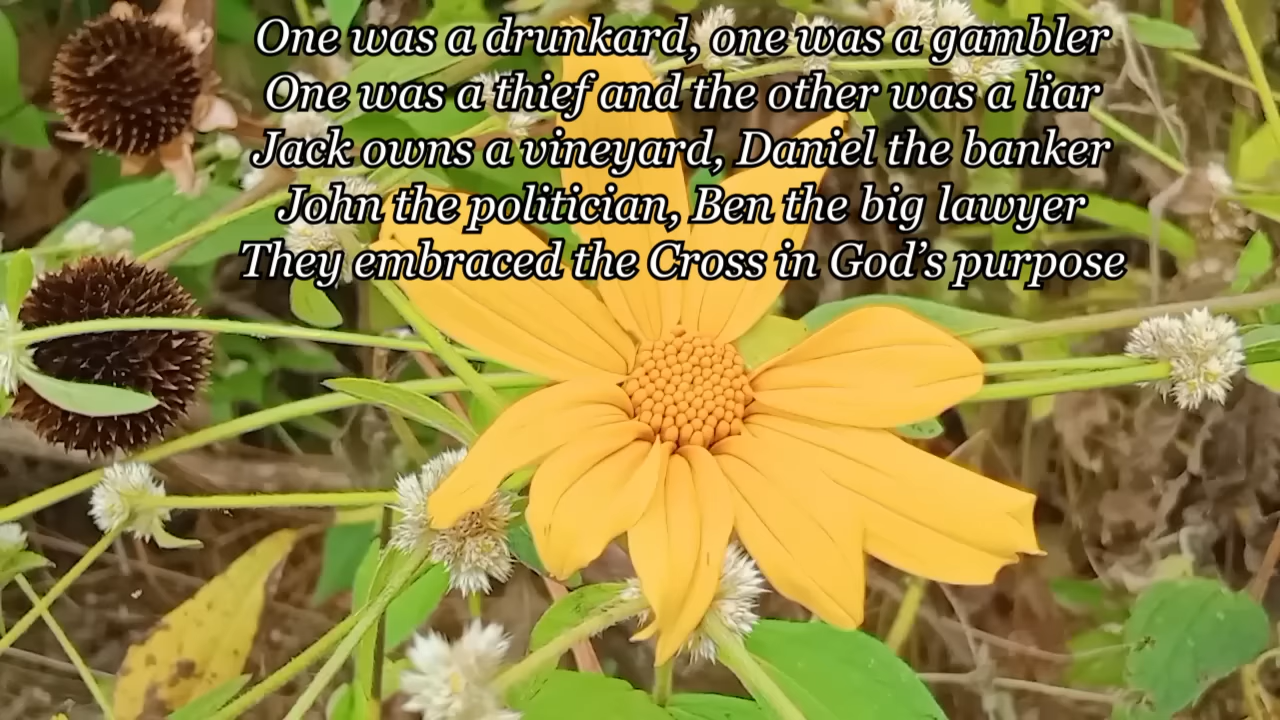 One was a drunkard, one was a gambler
One was a thief and the other was a liar
Jack owns a vineyard, Daniel the banker
John the politician, Ben the big lawyer
They embraced the Cross in God’s purpose